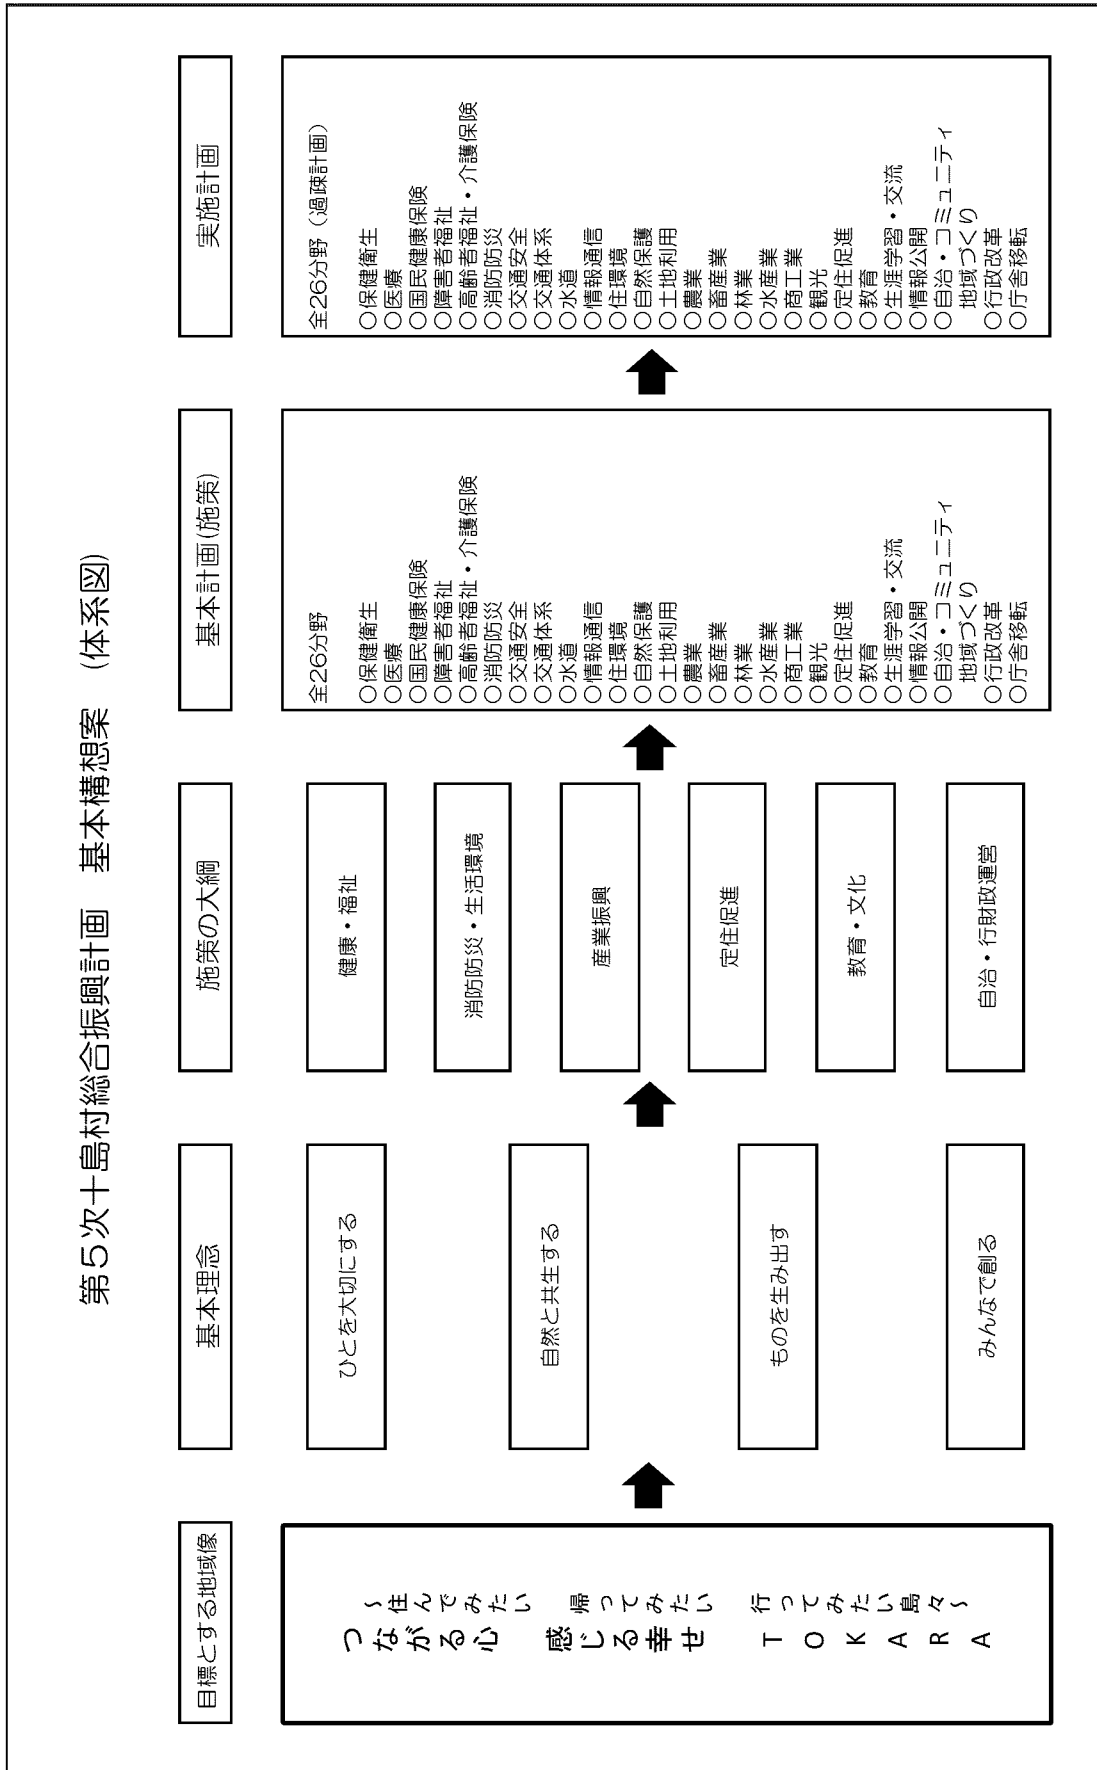 第5次十島村総合振興計画　基本構想案　（体系図）
目標とする地域像
～住んでみたい　帰ってみたい　行ってみたい島々～
つながる心　感じる幸せ　TOKARA
基本理念
ひとを大切にする
自然と共生する
ものを生み出す
みんなで創る
施策の大綱
健康・福祉
消防防災・生活環境
産業振興
定住促進
教育・文化
自治・行財政運営
基本計画(施策)
全26分野
○保健衛生
○医療
○国民健康保険
○障害者福祉
○高齢者福祉・介護保険
○消防防災
○交通安全
○交通体系
○水道
○情報通信
○住環境
○自然保護
○土地利用
○農業
○畜産業
○林業
○水産業
○商工業
○観光
○定住促進
○教育
○生涯学習・交流
○情報公開
○自治・コミュニティ
地域づくり
○行政改革
○庁舎移転
実施計画
全26分野（過疎計画）
○保健衛生
○医療
○国民健康保険
○障害者福祉
○高齢者福祉・介護保険
○消防防災
○交通安全
○交通体系
○水道
○情報通信
○住環境
○自然保護
○土地利用
○農業
○畜産業
○林業
○水産業
○商工業
○観光
○定住促進
○教育
○生涯学習・交流
○情報公開
○自治・コミュニティ
地域づくり
○行政改革
○庁舎移転